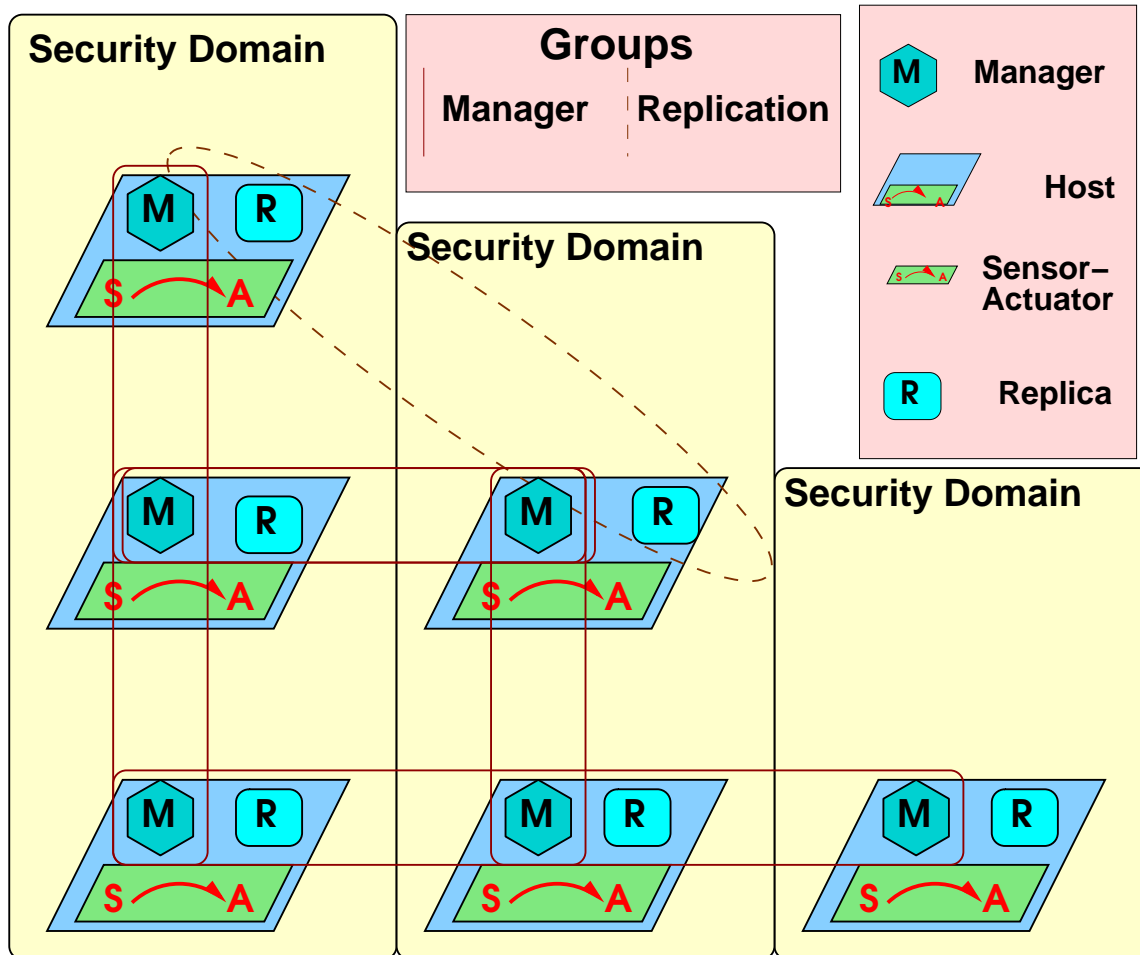 Security Domain
Groups
Manager Replication
M Manager
S A Host
S A Sensor–
Actuator
R Replica
M R
S A
Security Domain
M R
S A
M R
S A
Security Domain
M R
S A
M R
S A
M R
S A